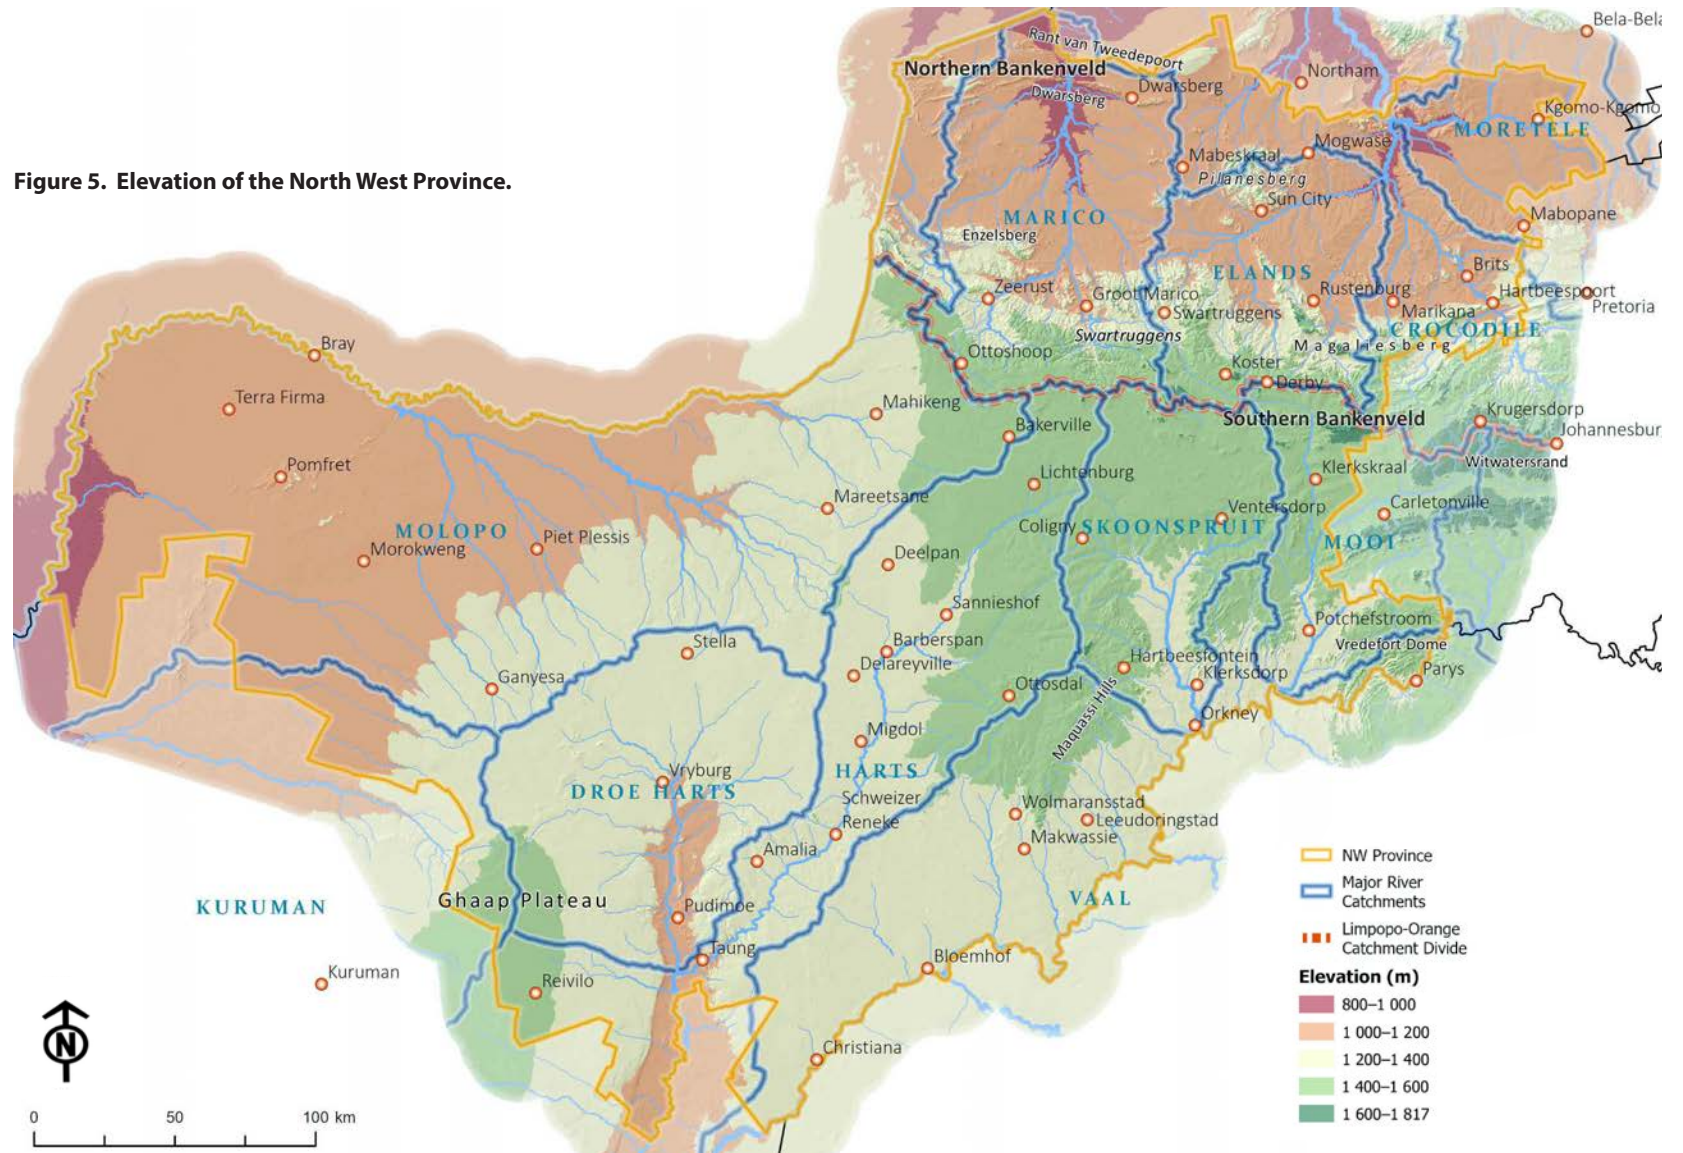 Figure 5. Elevation of the North West Province.
Bela-Bela
Rant van Tweedepoort
Northern Bankenveld
Northam
Dwarsberg
Dwarsberg
Kgomo-Kgomo
MORETELE
Mogwase
Mabeskraal
Pilanesberg
Sun City
MARICO
Mabopane
Enzelsberg
ELANDS
Brits
Zeerust
Groot Marico
Rustenburg
Hartbeespoort
Swartruggens
Marikana
Pretoria
CROCODILE
Swartruggens
Magaliesberg
Bray
Ottoshoop
Koster
Derby
Terra Firma
Mahikeng
Southern Bankenveld
Krugersdorp
Bakerville
Johannesbur
Pomfret
Lichtenburg
Klerkskraal
Witwatersrand
Mareetsane
Ventersdorp
Carletonville
MOLOPO
Coligny
SKOONSPRUIT
Piet Plessis
MOOI
Morokweng
Deelpan
Sannieshof
Potchefstroom
Stella
Barberspan
Vredefort Dome
Delareyville
Hartbeesfontein
Ganyesa
Klerksdorp
Parys
Ottosdal
Maquassi Hills
Orkney
Migdol
Vryburg
HARTS
DROE HARTS
Schweizer
Reneke
Wolmaransstad
Leeudoringstad
Makwassie
Amalia
KURUMAN
Ghaap Plateau
Pudimoe
VAAL
Taung
Bloemhof
Kuruman
Reivilo
Christiana
N
0 50 100 km
NW Province
Major River
Catchments
Limpopo-Orange
Catchment Divide
Elevation (m)
800–1 000
1 000–1 200
1 200–1 400
1 400–1 600
1 600–1 817